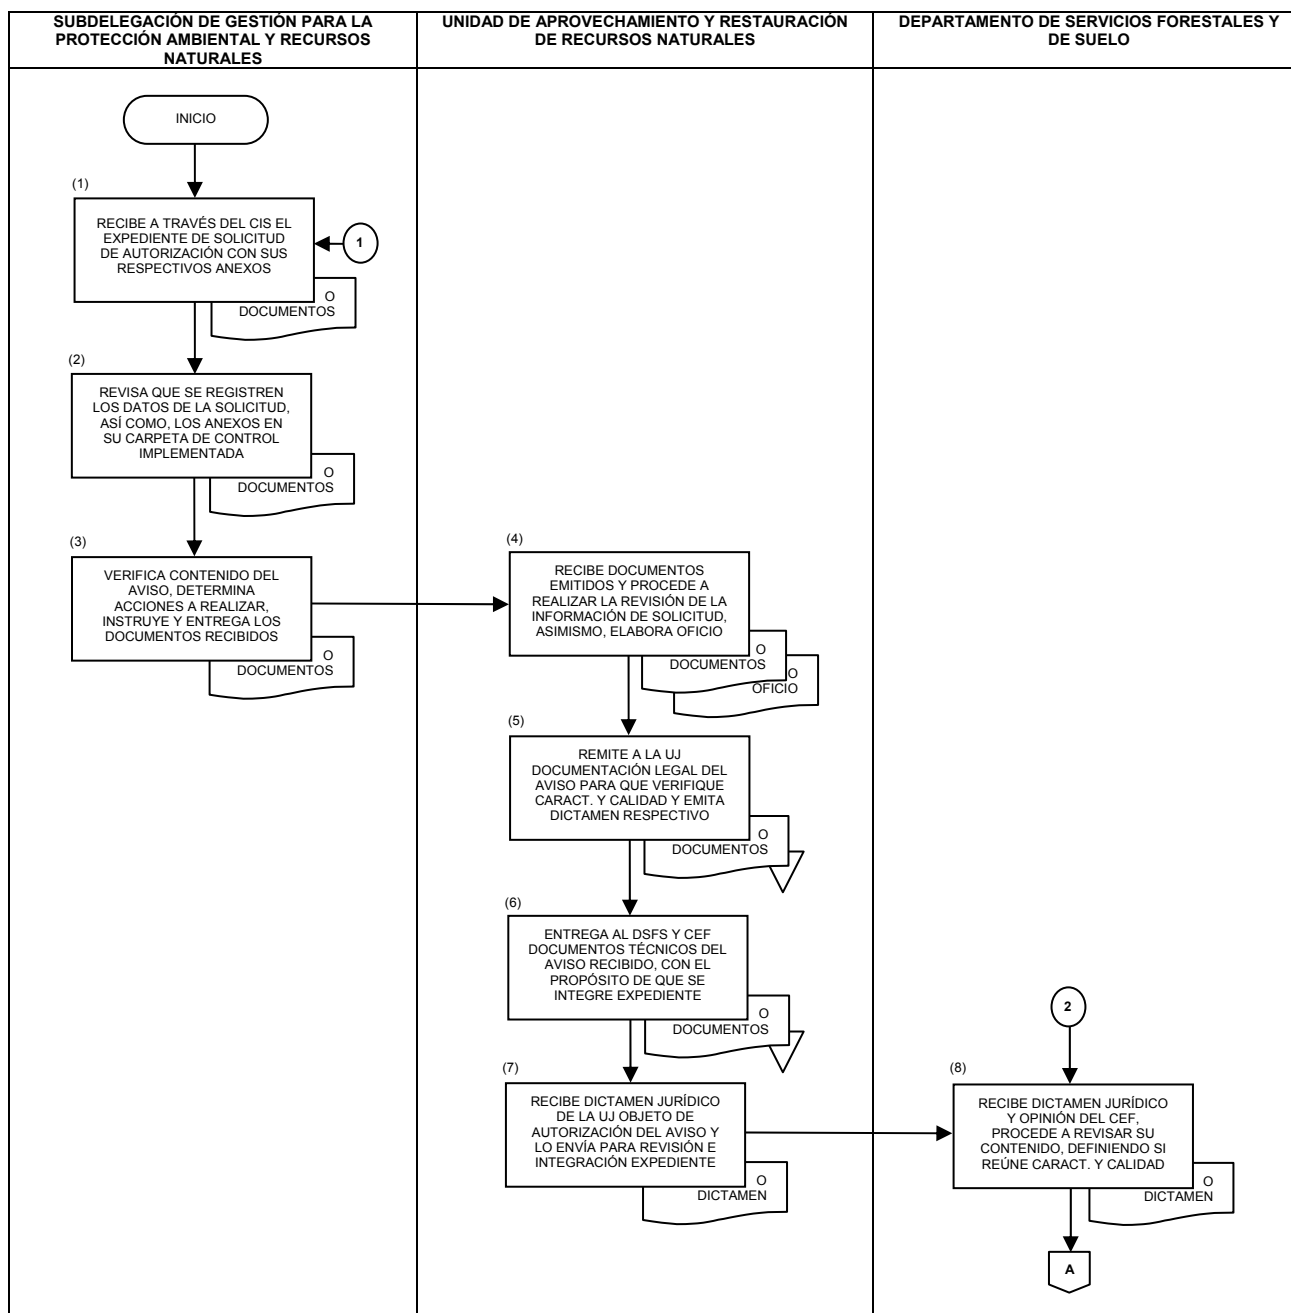 SUBDELEGACIÓN DE GESTIÓN PARA LA
PROTECCIÓN AMBIENTAL Y RECURSOS
NATURALES
UNIDAD DE APROVECHAMIENTO Y RESTAURACIÓN
DE RECURSOS NATURALES
DEPARTAMENTO DE SERVICIOS FORESTALES Y
DE SUELO
INICIO
(1)
RECIBE A TRAVÉS DEL CIS EL
EXPEDIENTE DE SOLICITUD
DE AUTORIZACIÓN CON SUS
RESPECTIVOS ANEXOS
1
O
DOCUMENTOS
(2)
REVISA QUE SE REGISTREN
LOS DATOS DE LA SOLICITUD,
ASÍ COMO, LOS ANEXOS EN
SU CARPETA DE CONTROL
IMPLEMENTADA
O
DOCUMENTOS
(3)
VERIFICA CONTENIDO DEL
AVISO, DETERMINA
ACCIONES A REALIZAR,
INSTRUYE Y ENTREGA LOS
DOCUMENTOS RECIBIDOS
O
DOCUMENTOS
(4)
RECIBE DOCUMENTOS
EMITIDOS Y PROCEDE A
REALIZAR LA REVISIÓN DE LA
INFORMACIÓN DE SOLICITUD,
ASIMISMO, ELABORA OFICIO
O
DOCUMENTOS
O
OFICIO
(5)
REMITE A LA UJ
DOCUMENTACIÓN LEGAL DEL
AVISO PARA QUE VERIFIQUE
CARACT. Y CALIDAD Y EMITA
DICTAMEN RESPECTIVO
O
DOCUMENTOS
(6)
ENTREGA AL DSFS Y CEF
DOCUMENTOS TÉCNICOS DEL
AVISO RECIBIDO, CON EL
PROPÓSITO DE QUE SE
INTEGRE EXPEDIENTE
O
DOCUMENTOS
(7)
RECIBE DICTAMEN JURÍDICO
DE LA UJ OBJETO DE
AUTORIZACIÓN DEL AVISO Y
LO ENVÍA PARA REVISIÓN E
INTEGRACIÓN EXPEDIENTE
O
DICTAMEN
2
(8)
RECIBE DICTAMEN JURÍDICO
Y OPINIÓN DEL CEF,
PROCEDE A REVISAR SU
CONTENIDO, DEFINIENDO SI
REÚNE CARACT. Y CALIDAD
O
DICTAMEN
A